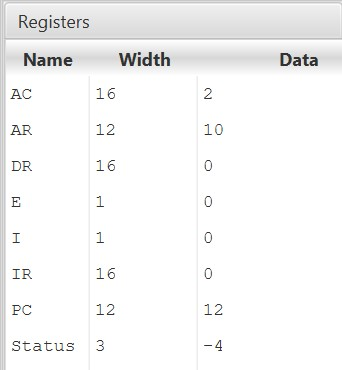 Registers
Name Width Data
AC 16 2
AR 12 10
DR 16 0
E 1 0
I 1 0
IR 16 0
PC 12 12
Status 3 -4